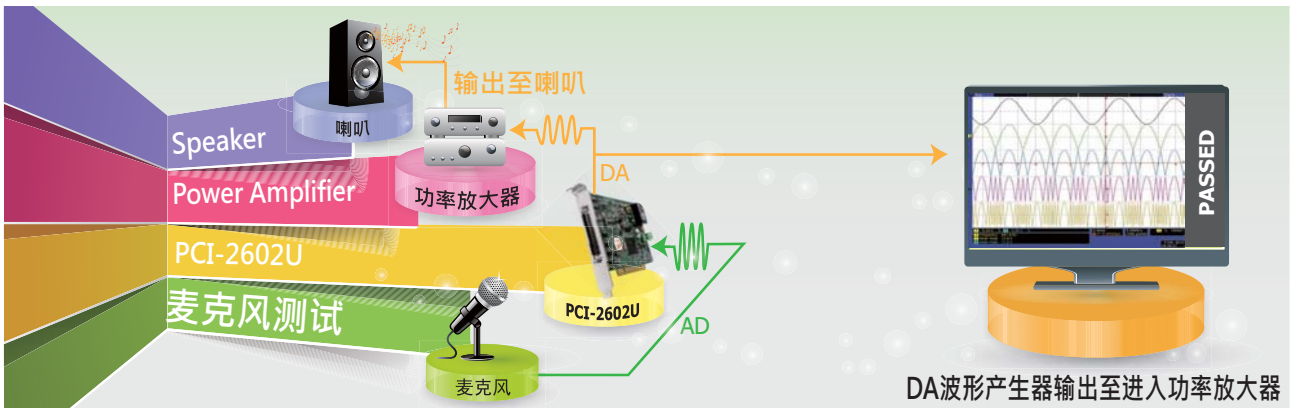 输出至喇叭
喇叭
Speaker
功率放大器
Power Amplifier
DA
PCI-2602U
PCI-2602U
麦克风测试
AD
麦克风
PASSED
DA波形产生器输出至进入功率放大器